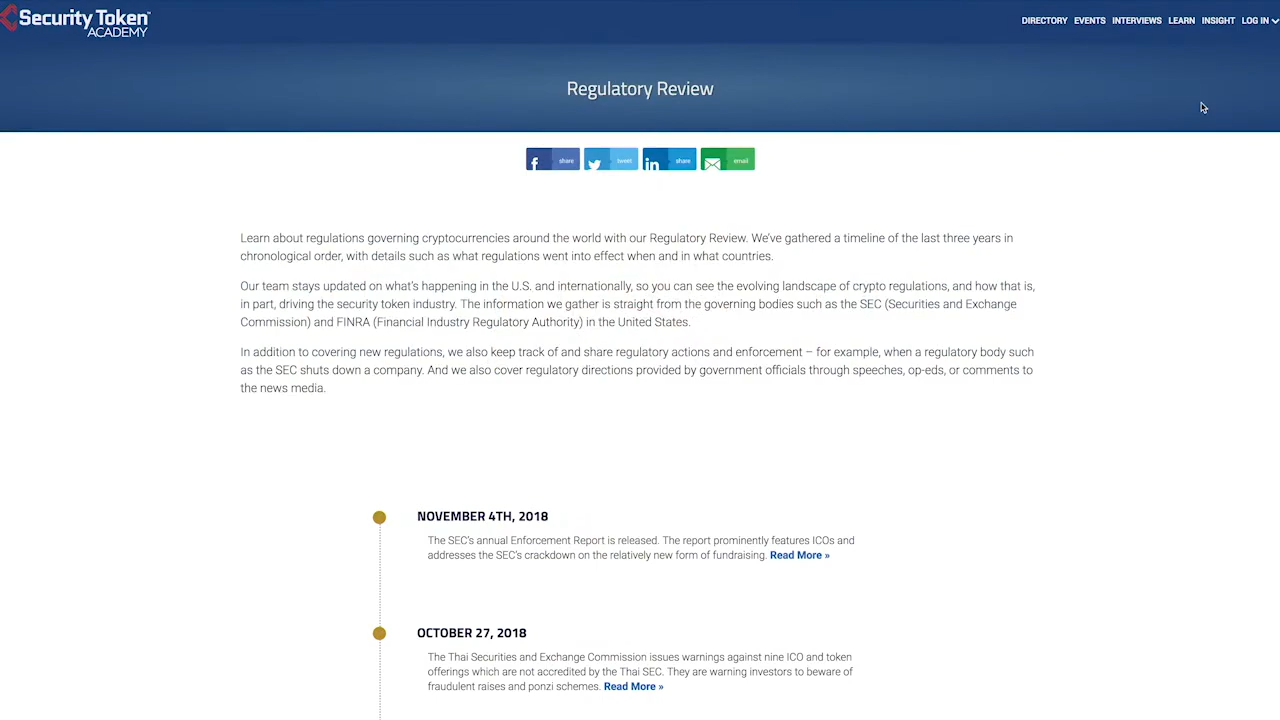 Security Token™
ACADEMY
DIRECTORY EVENTS INTERVIEWS LEARN INSIGHT LOG IN
Regulatory Review
share tweet share email
Learn about regulations governing cryptocurrencies around the world with our Regulatory Review. We've gathered a timeline of the last three years in
chronological order, with details such as what regulations went into effect when and in what countries.
Our team stays updated on what's happening in the U.S. and internationally, so you can see the evolving landscape of crypto regulations, and how that is,
in part, driving the security token industry. The information we gather is straight from the governing bodies such as the SEC (Securities and Exchange
Commission) and FINRA (Financial Industry Regulatory Authority) in the United States.
In addition to covering new regulations, we also keep track of and share regulatory actions and enforcement – for example, when a regulatory body such
as the SEC shuts down a company. And we also cover regulatory directions provided by government officials through speeches, op-eds, or comments to
the news media.
NOVEMBER 4TH, 2018
The SEC's annual Enforcement Report is released. The report prominently features ICOs and
addresses the SEC's crackdown on the relatively new form of fundraising. Read More »
OCTOBER 27, 2018
The Thai Securities and Exchange Commission issues warnings against nine ICO and token
offerings which are not accredited by the Thai SEC. They are warning investors to beware of
fraudulent raises and ponzi schemes. Read More »